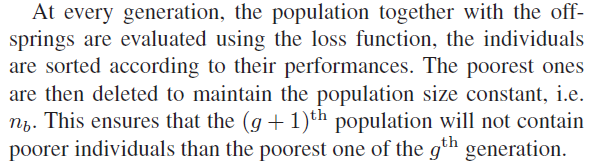 At every generation, the population together with the off-
springs are evaluated using the loss function, the individuals
are sorted according to their performances. The poorest ones
are then deleted to maintain the population size constant, i.e.
n_b. This ensures that the (g + 1)^th population will not contain
poorer individuals than the poorest one of the g^th generation.